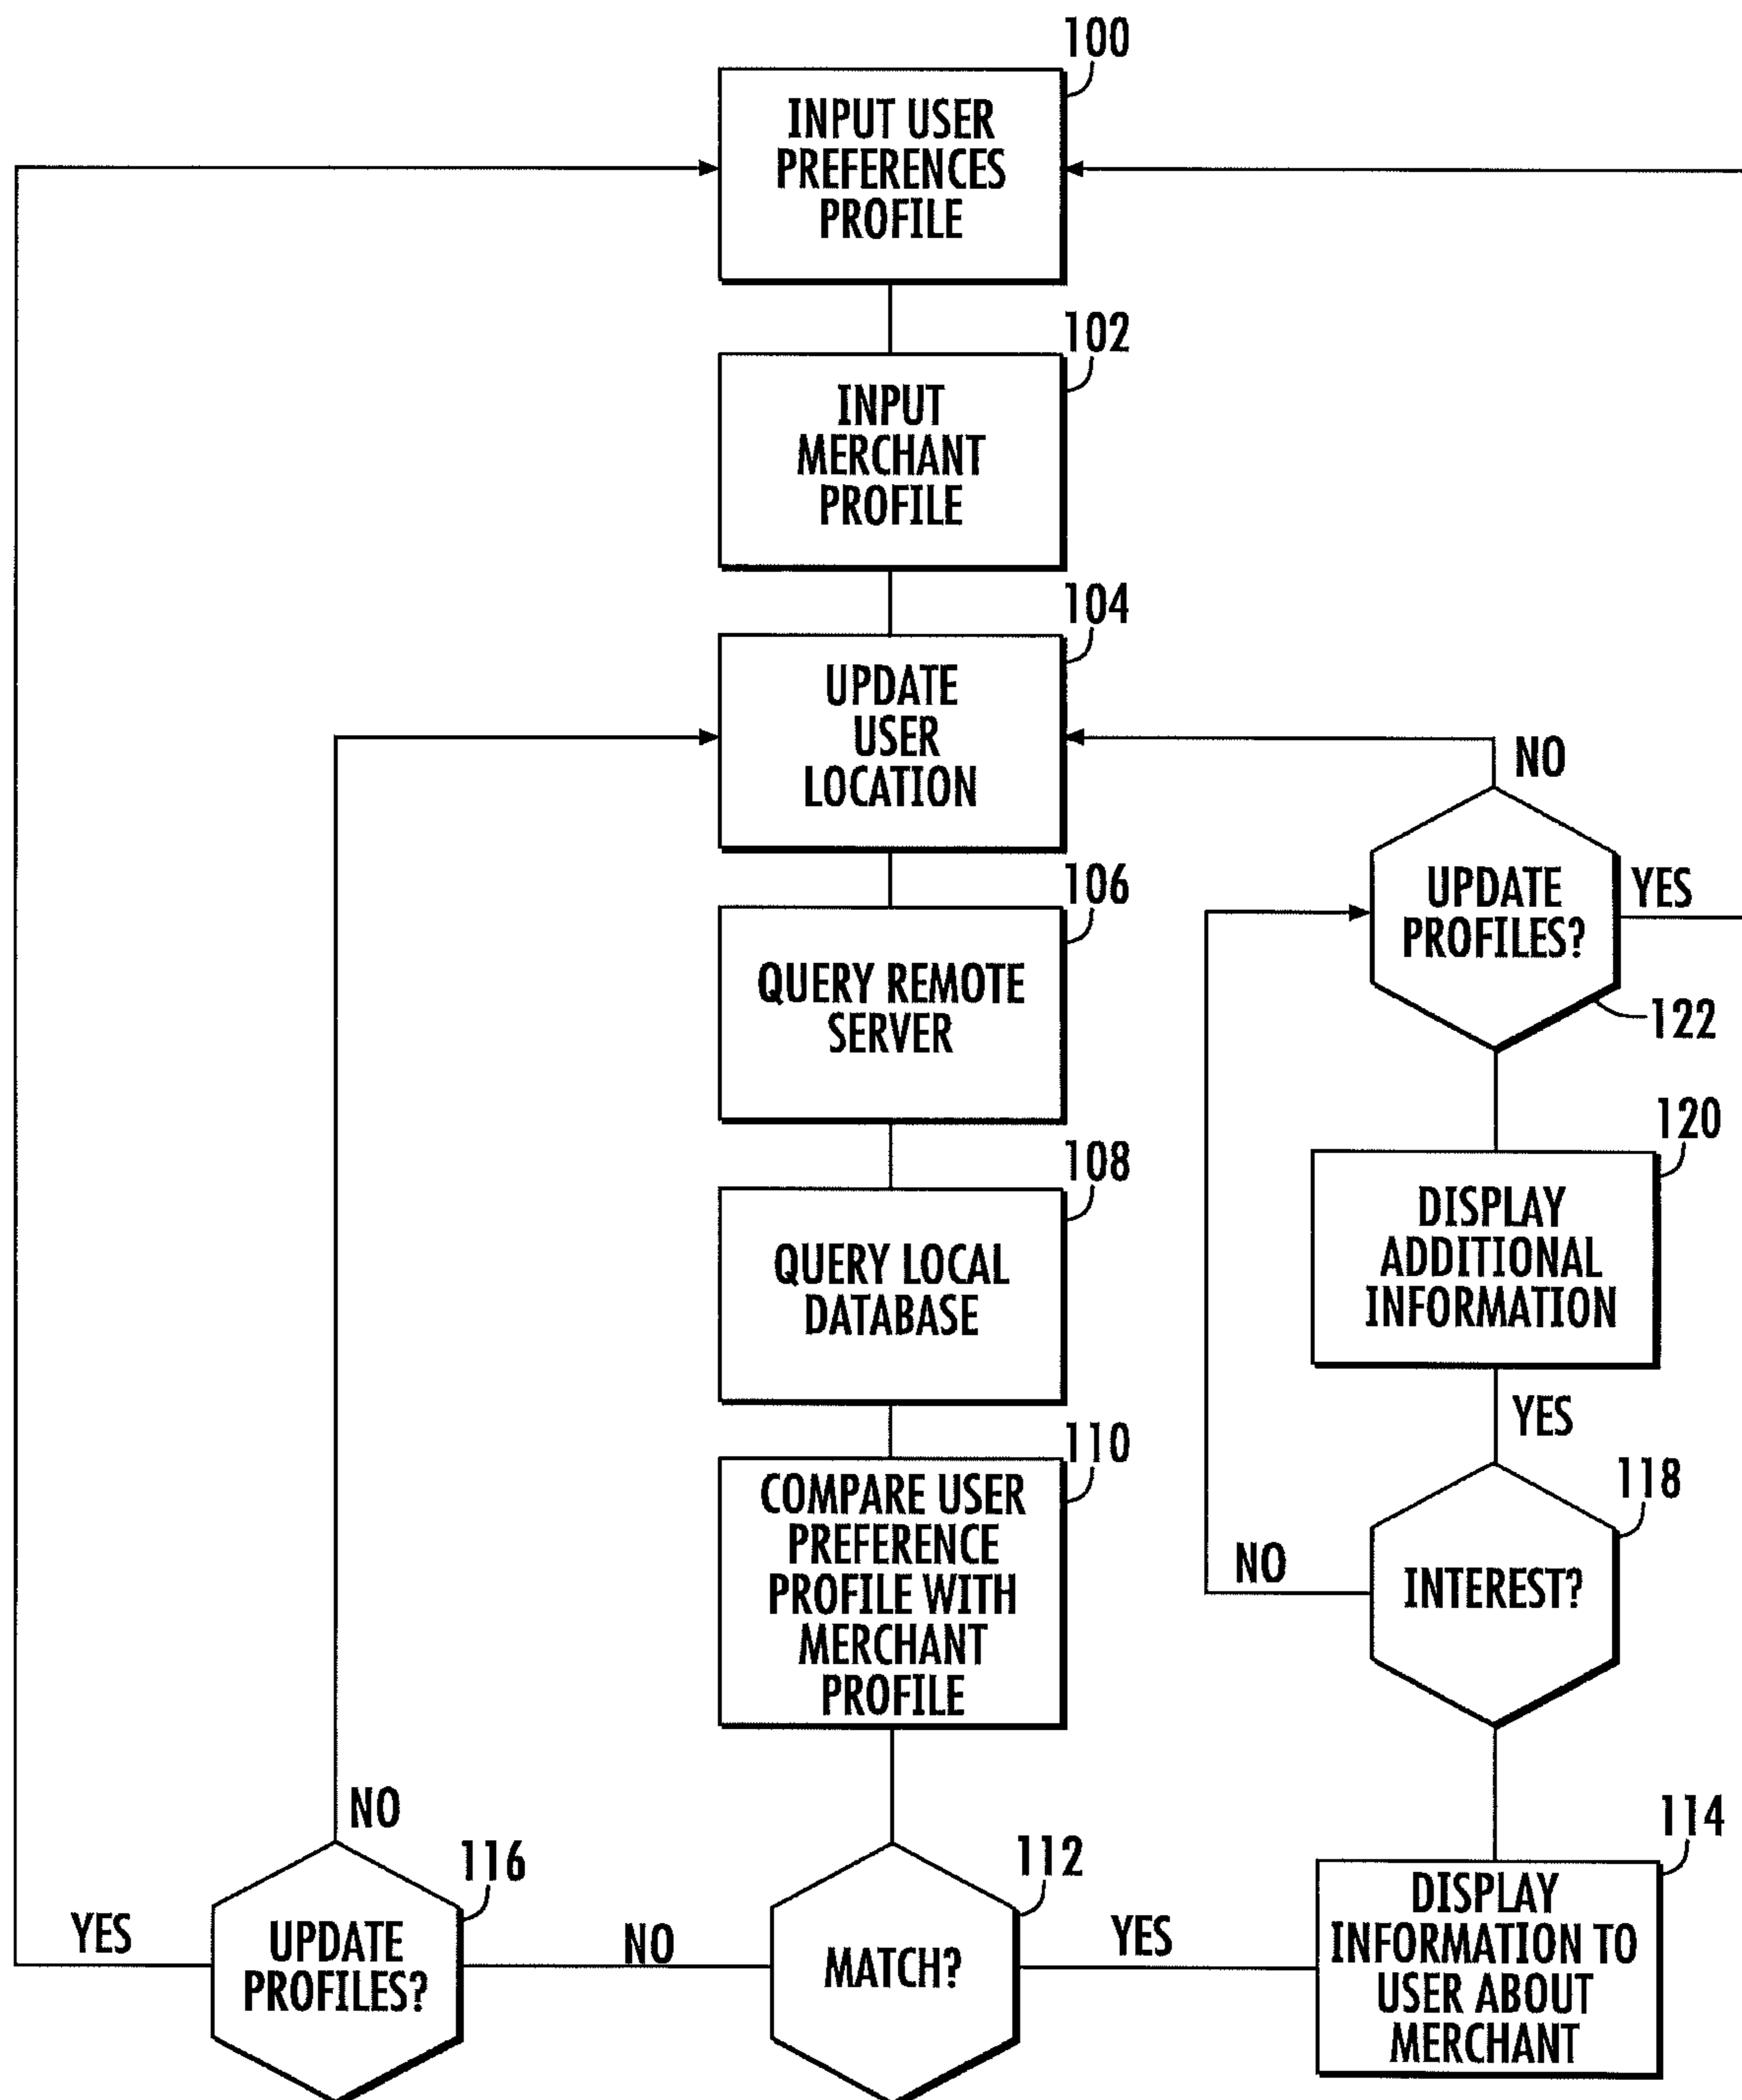 100
INPUT USER
PREFERENCES
PROFILE
102
INPUT
MERCHANT
PROFILE
104
UPDATE
USER
LOCATION
NO
UPDATE
PROFILES?
YES
122
106
QUERY REMOTE
SERVER
120
DISPLAY
ADDITIONAL
INFORMATION
108
QUERY LOCAL
DATABASE
YES
110
COMPARE USER
PREFERENCE
PROFILE WITH
MERCHANT
PROFILE
118
INTEREST?
NO
NO
116
UPDATE
PROFILES?
YES
NO
112
MATCH?
YES
114
DISPLAY
INFORMATION TO
USER ABOUT
MERCHANT